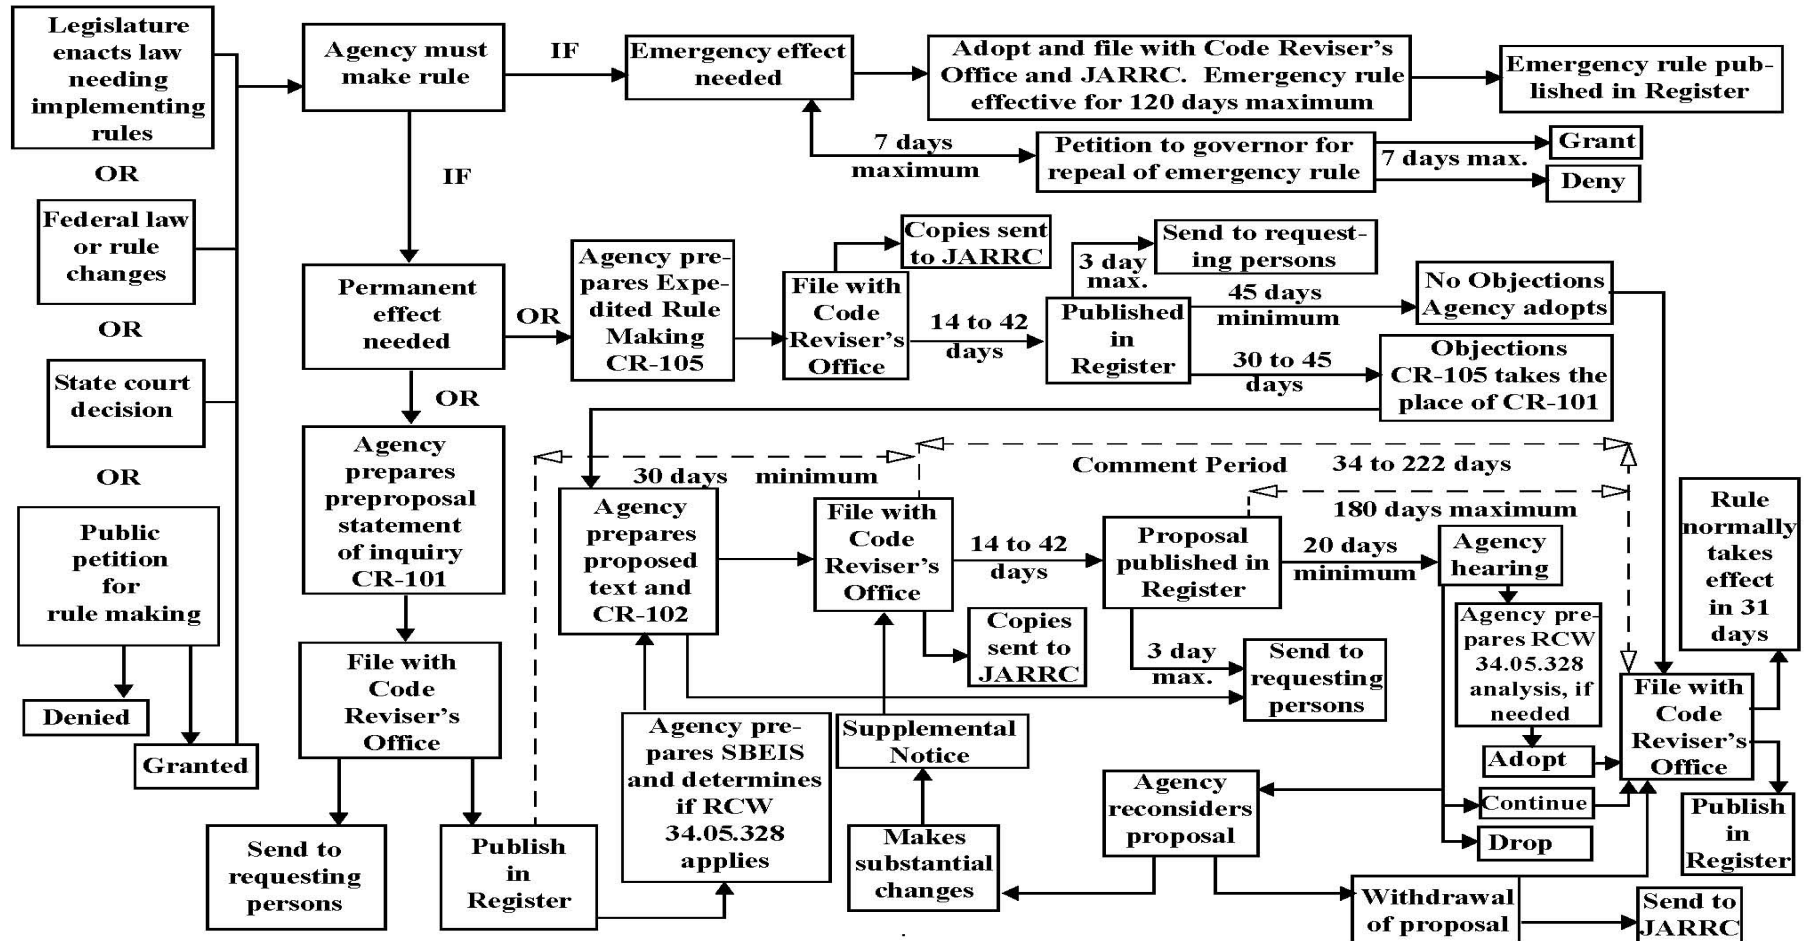 Legislature
enacts law
needing
implementing
rules
OR
Federal law
or rule
changes
OR
State court
decision
OR
Public
petition
for
rule making
Denied
Granted
Agency must
make rule
IF
Emergency effect
needed
Adopt and file with Code Reviser's
Office and JARRC. Emergency rule
effective for 120 days maximum
Emergency rule pub-
lished in Register
7 days
maximum
Petition to governor for
repeal of emergency rule
7 days max.
Grant
Deny
IF
Permanent
effect
needed
OR
Agency pre-
pares Expe-
dited Rule
Making
CR-105
File with
Code
Reviser's
Office
Copies sent
to JARRC
14 to 42
days
Published
in
Register
3 day
max.
Send to request-
ing persons
45 days
minimum
No Objections
Agency adopts
30 to 45
days
Objections
CR-105 takes the
place of CR-101
OR
Agency
prepares
preproposal
statement
of inquiry
CR-101
File with
Code
Reviser's
Office
Send to
requesting
persons
Publish
in
Register
30 days minimum
Agency pre-
pares SBEIS
and determines
if RCW
34.05.328
applies
Agency
prepares
proposed
text and
CR-102
File with
Code
Reviser's
Office
Copies
sent to
JARRC
Comment Period 34 to 222 days
14 to 42
days
Proposal
published in
Register
180 days maximum
3 day
max.
Send to
requesting
persons
20 days
minimum
Agency
hearing
Agency pre-
pares RCW
34.05.328
analysis, if
needed
Adopt
Continue
Drop
Agency
reconsiders
proposal
Makes
substantial
changes
Supplemental
Notice
Withdrawal
of proposal
Send to
JARRC
File with
Code
Reviser's
Office
Rule
normally
takes
effect
in 31
days
Publish
in
Register